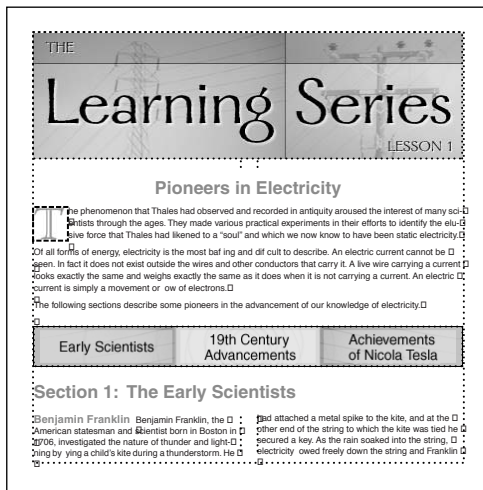 THE
Learning Series
LESSON 1
Pioneers in Electricity
The phenomenon that Thales had observed and recorded in antiquity aroused the interest of many sci-
entists through the ages. They made various practical experiments in their efforts to identify the elu-
sive force that Thales had likened to a “soul” and which we now know to have been static electricity.
Of all forms of energy, electricity is the most baf ing and dif cult to describe. An electric current cannot be
seen. In fact it does not exist outside the wires and other conductors that carry it. A live wire carrying a current
looks exactly the same and weighs exactly the same as it does when it is not carrying a current. An electric
current is simply a movement or ow of electrons.
The following sections describe some pioneers in the advancement of our knowledge of electricity.
Early Scientists
19th Century
Advancements
Achievements
of Nicola Tesla
Section 1: The Early Scientists
Benjamin Franklin Benjamin Franklin, the
American statesman and scientist born in Boston in
1706, investigated the nature of thunder and light-
ning by ying a child’s kite during a thunderstorm. He
had attached a metal spike to the kite, and at the
other end of the string to which the kite was tied he
secured a key. As the rain soaked into the string,
electricity owed freely down the string and Franklin